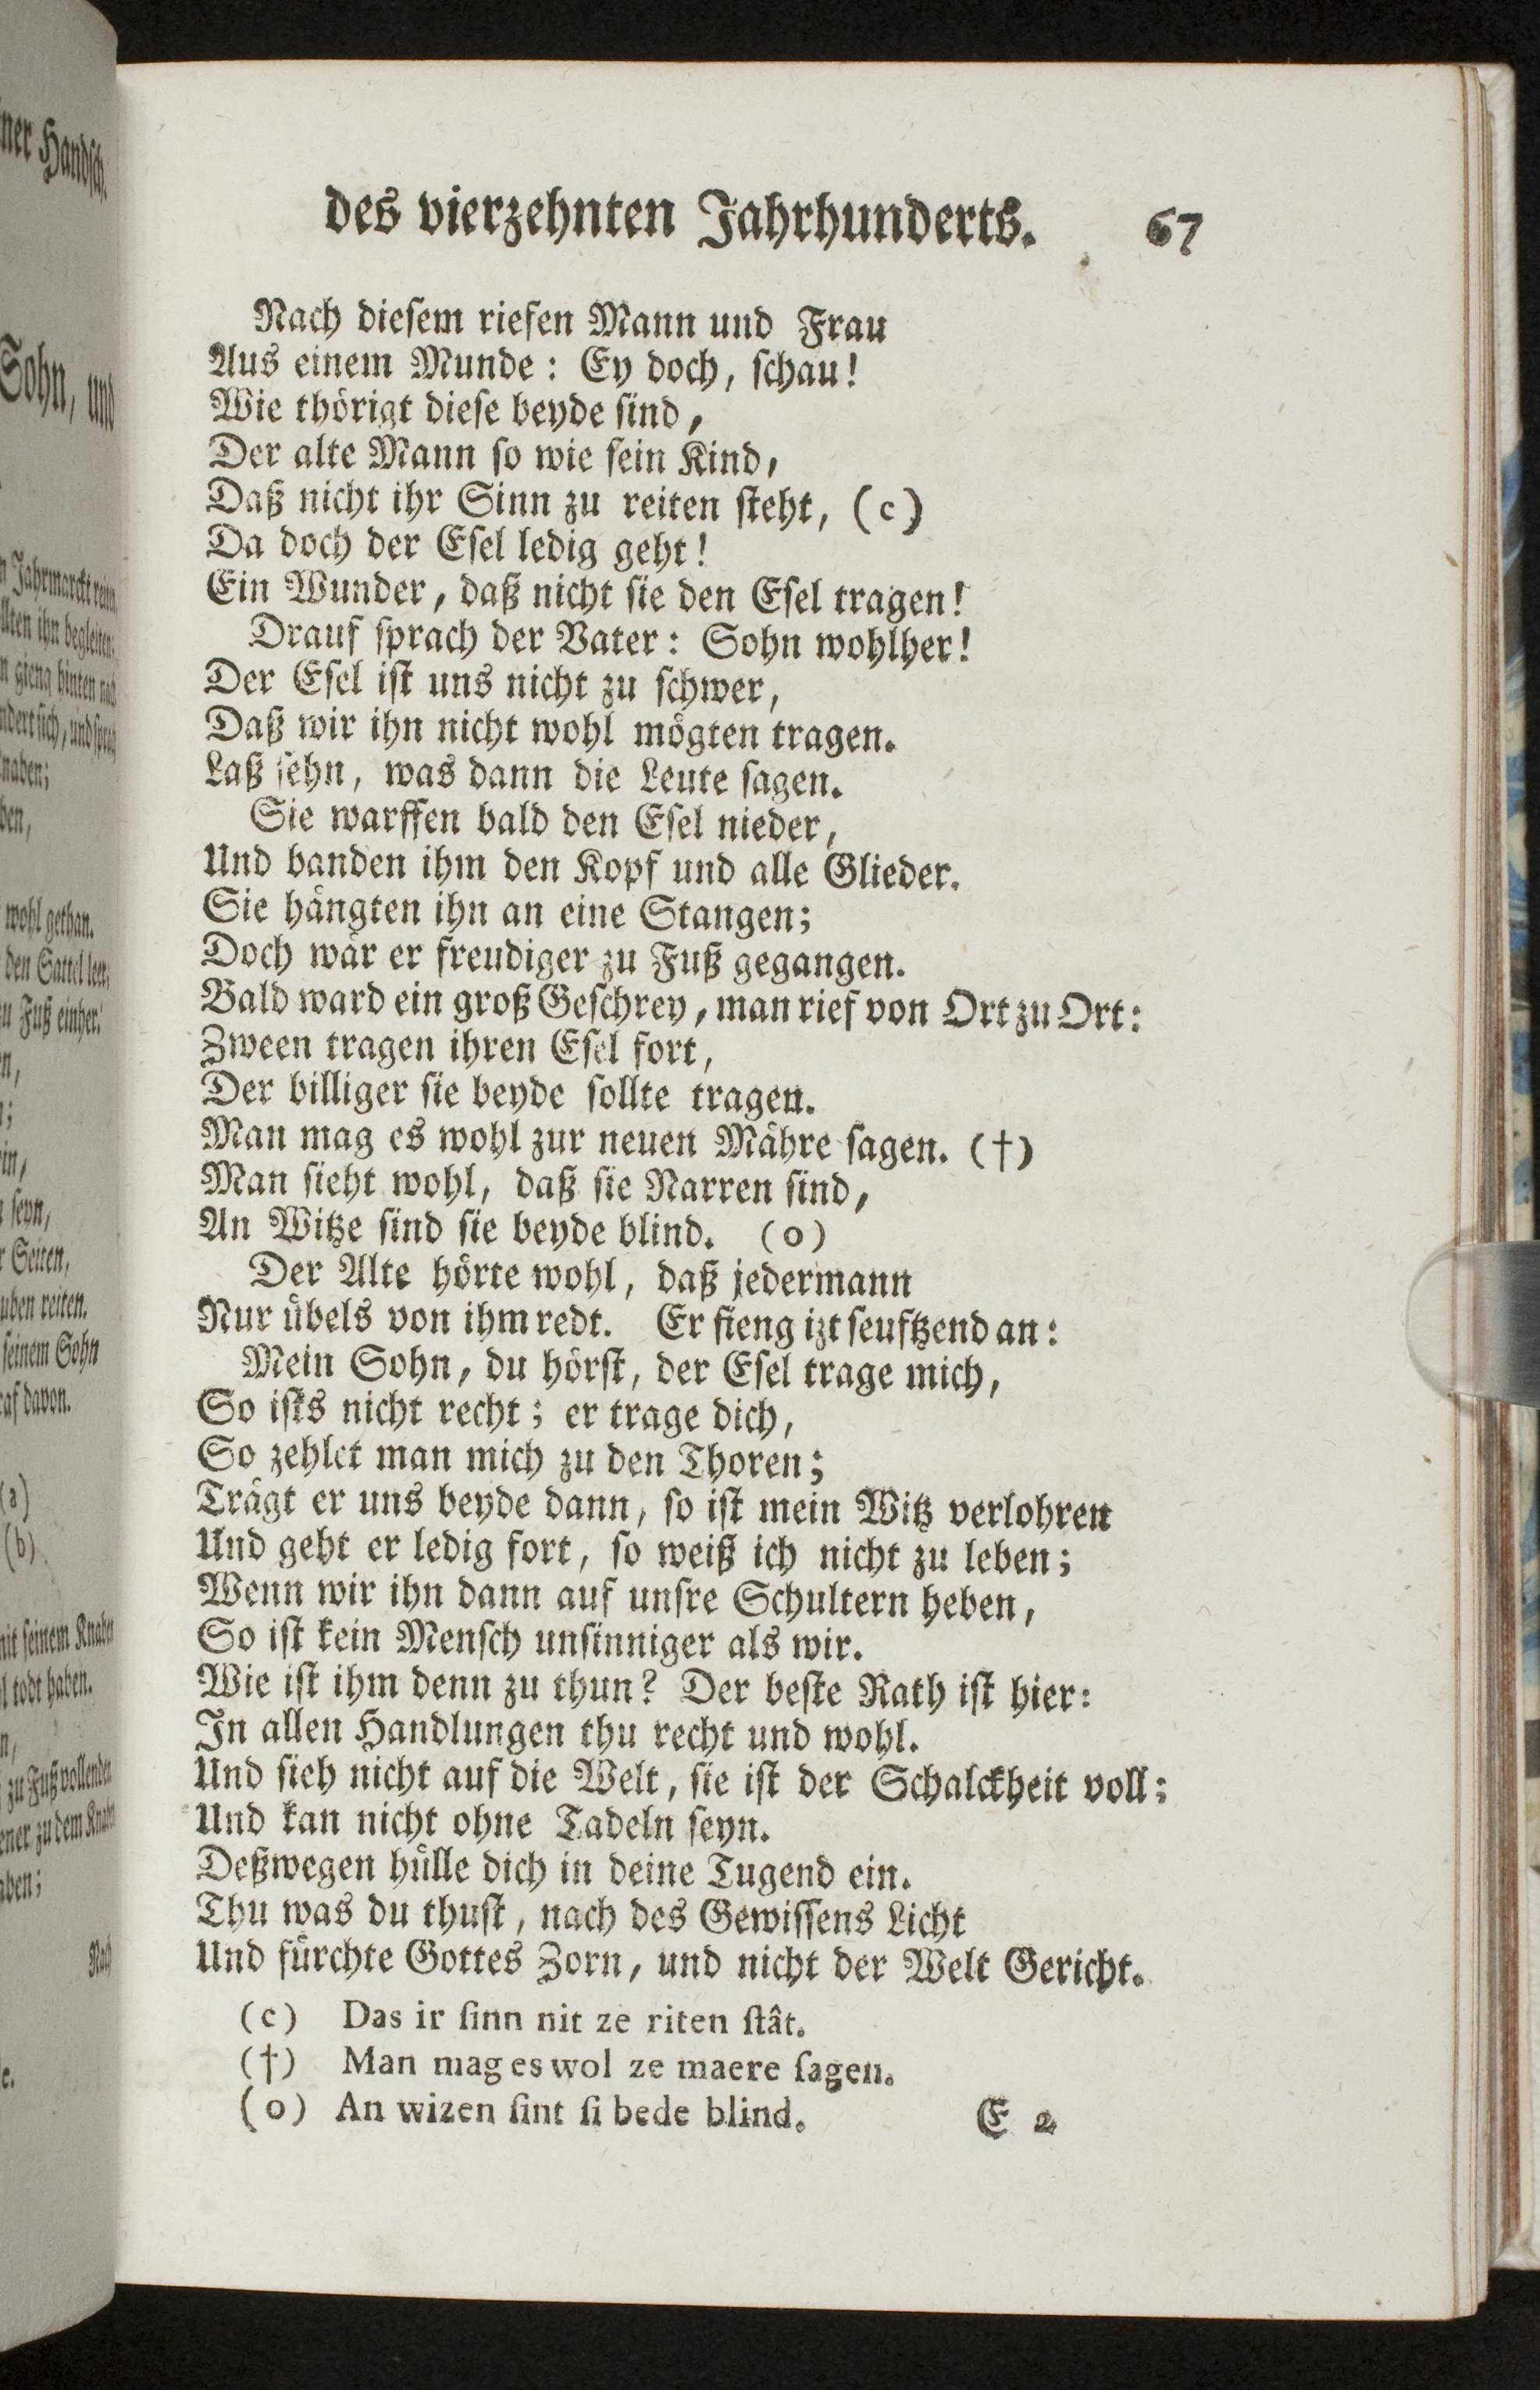 des vierzehnten Jahrhunderts. 67
Nach diesem riefen Mann und Frau
Aus einem Munde: Ey doch, schau!
Wie thörigt diese beyde sind,
Der alte Mann so wie sein Kind,
Daß nicht ihr Sinn zu reiten steht, (c)
Da doch der Esel ledig geht!
Ein Wunder, daß nicht sie den Esel tragen!
Drauf sprach der Vater: Sohn wohlher!
Der Esel ist uns nicht zu schwer,
Daß wir ihn nicht wohl mögten tragen.
Laß sehn, was dann die Leute sagen.
Sie warffen bald den Esel nieder,
Und banden ihm den Kopf und alle Glieder.
Sie hängten ihn an eine Stangen;
Doch wär er freudiger zu Fuß gegangen.
Bald ward ein groß Geschrey, man rief von Ort zu Ort:
Zween tragen ihren Esel fort,
Der billiger sie beyde sollte tragen.
Man mag es wohl zur neuen Mähre sagen. (†)
Man sieht wohl, daß sie Narren sind,
An Witze sind sie beyde blind. (o)
Der Alte hörte wohl, daß jedermann
Nur übels von ihm redt. Er fieng izt seuftzend an:
Mein Sohn, du hörst, der Esel trage mich,
So ists nicht recht; er trage dich,
So zehlet man mich zu den Thoren;
Trägt er uns beyde dann, so ist mein Witz verlohren
Und geht er ledig fort, so weiß ich nicht zu leben;
Wenn wir ihn dann auf unsre Schultern heben,
So ist kein Mensch unsinniger als wir.
Wie ist ihm denn zu thun? Der beste Rath ist hier:
In allen Handlungen thu recht und wohl.
Und sieh nicht auf die Welt, sie ist der Schalckheit voll;
Und kan nicht ohne Tadeln seyn.
Deßwegen hülle dich in deine Tugend ein.
Thu was du thust, nach des Gewissens Licht
Und fürchte Gottes Zorn, und nicht der Welt Gericht.
(c) Das ir ſinn nit ze riten ſtât.
(†) Man mag es wol ze maere ſagen.
(o) An wizen ſint ſi bede blind. E 2